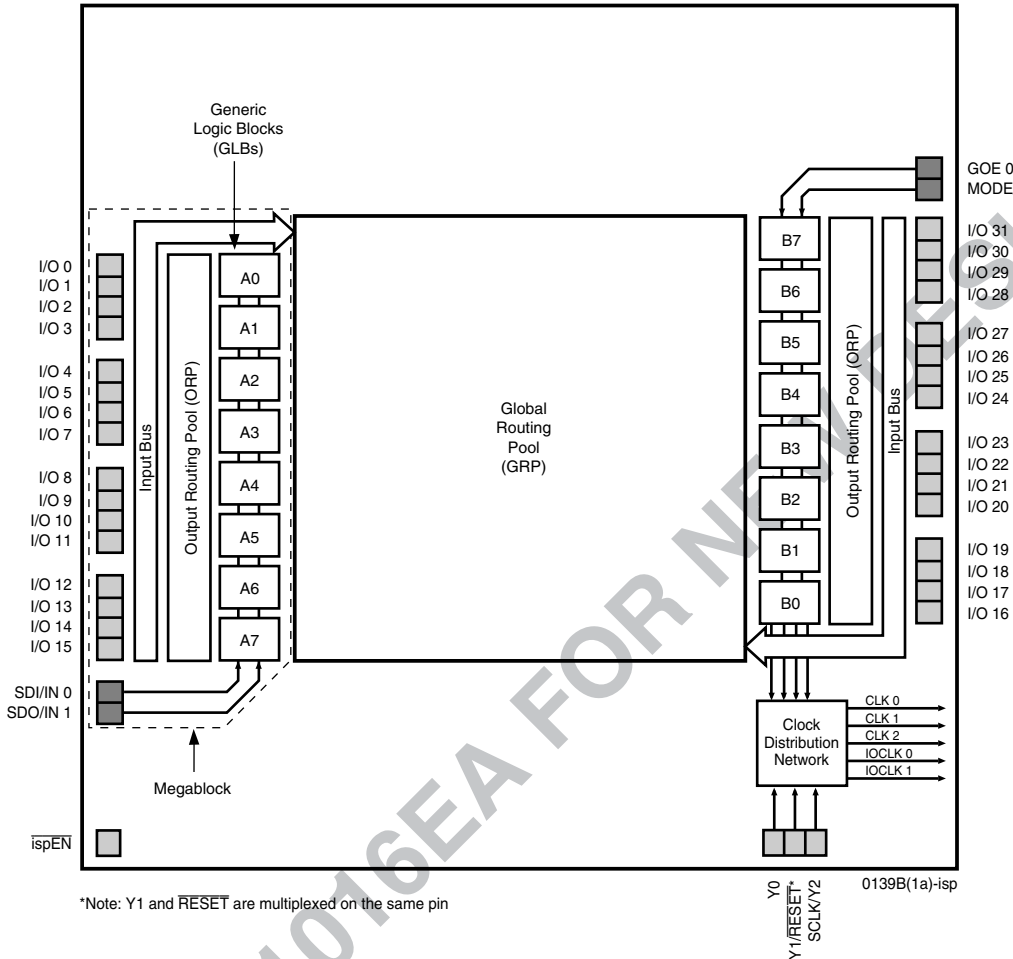 Generic
Logic Blocks
(GLBs)
GOE 0
MODE
I/O 0
I/O 1
I/O 2
I/O 3
I/O 4
I/O 5
I/O 6
I/O 7
I/O 8
I/O 9
I/O 10
I/O 11
I/O 12
I/O 13
I/O 14
I/O 15
SDI/IN 0
SDO/IN 1
Input Bus
Output Routing Pool (ORP)
A0
A1
A2
A3
A4
A5
A6
A7
Megablock
Global
Routing
Pool
(GRP)
B7
B6
B5
B4
B3
B2
B1
B0
Output Routing Pool (ORP)
Input Bus
I/O 31
I/O 30
I/O 29
I/O 28
I/O 27
I/O 26
I/O 25
I/O 24
I/O 23
I/O 22
I/O 21
I/O 20
I/O 19
I/O 18
I/O 17
I/O 16
Clock
Distribution
Network
CLK 0
CLK 1
CLK 2
IOCLK 0
IOCLK 1
ispEN
Y0
Y1/RESET*
SCLK/Y2
0139B(1a)-isp
*Note: Y1 and RESET are multiplexed on the same pin
1016EA FOR NEW